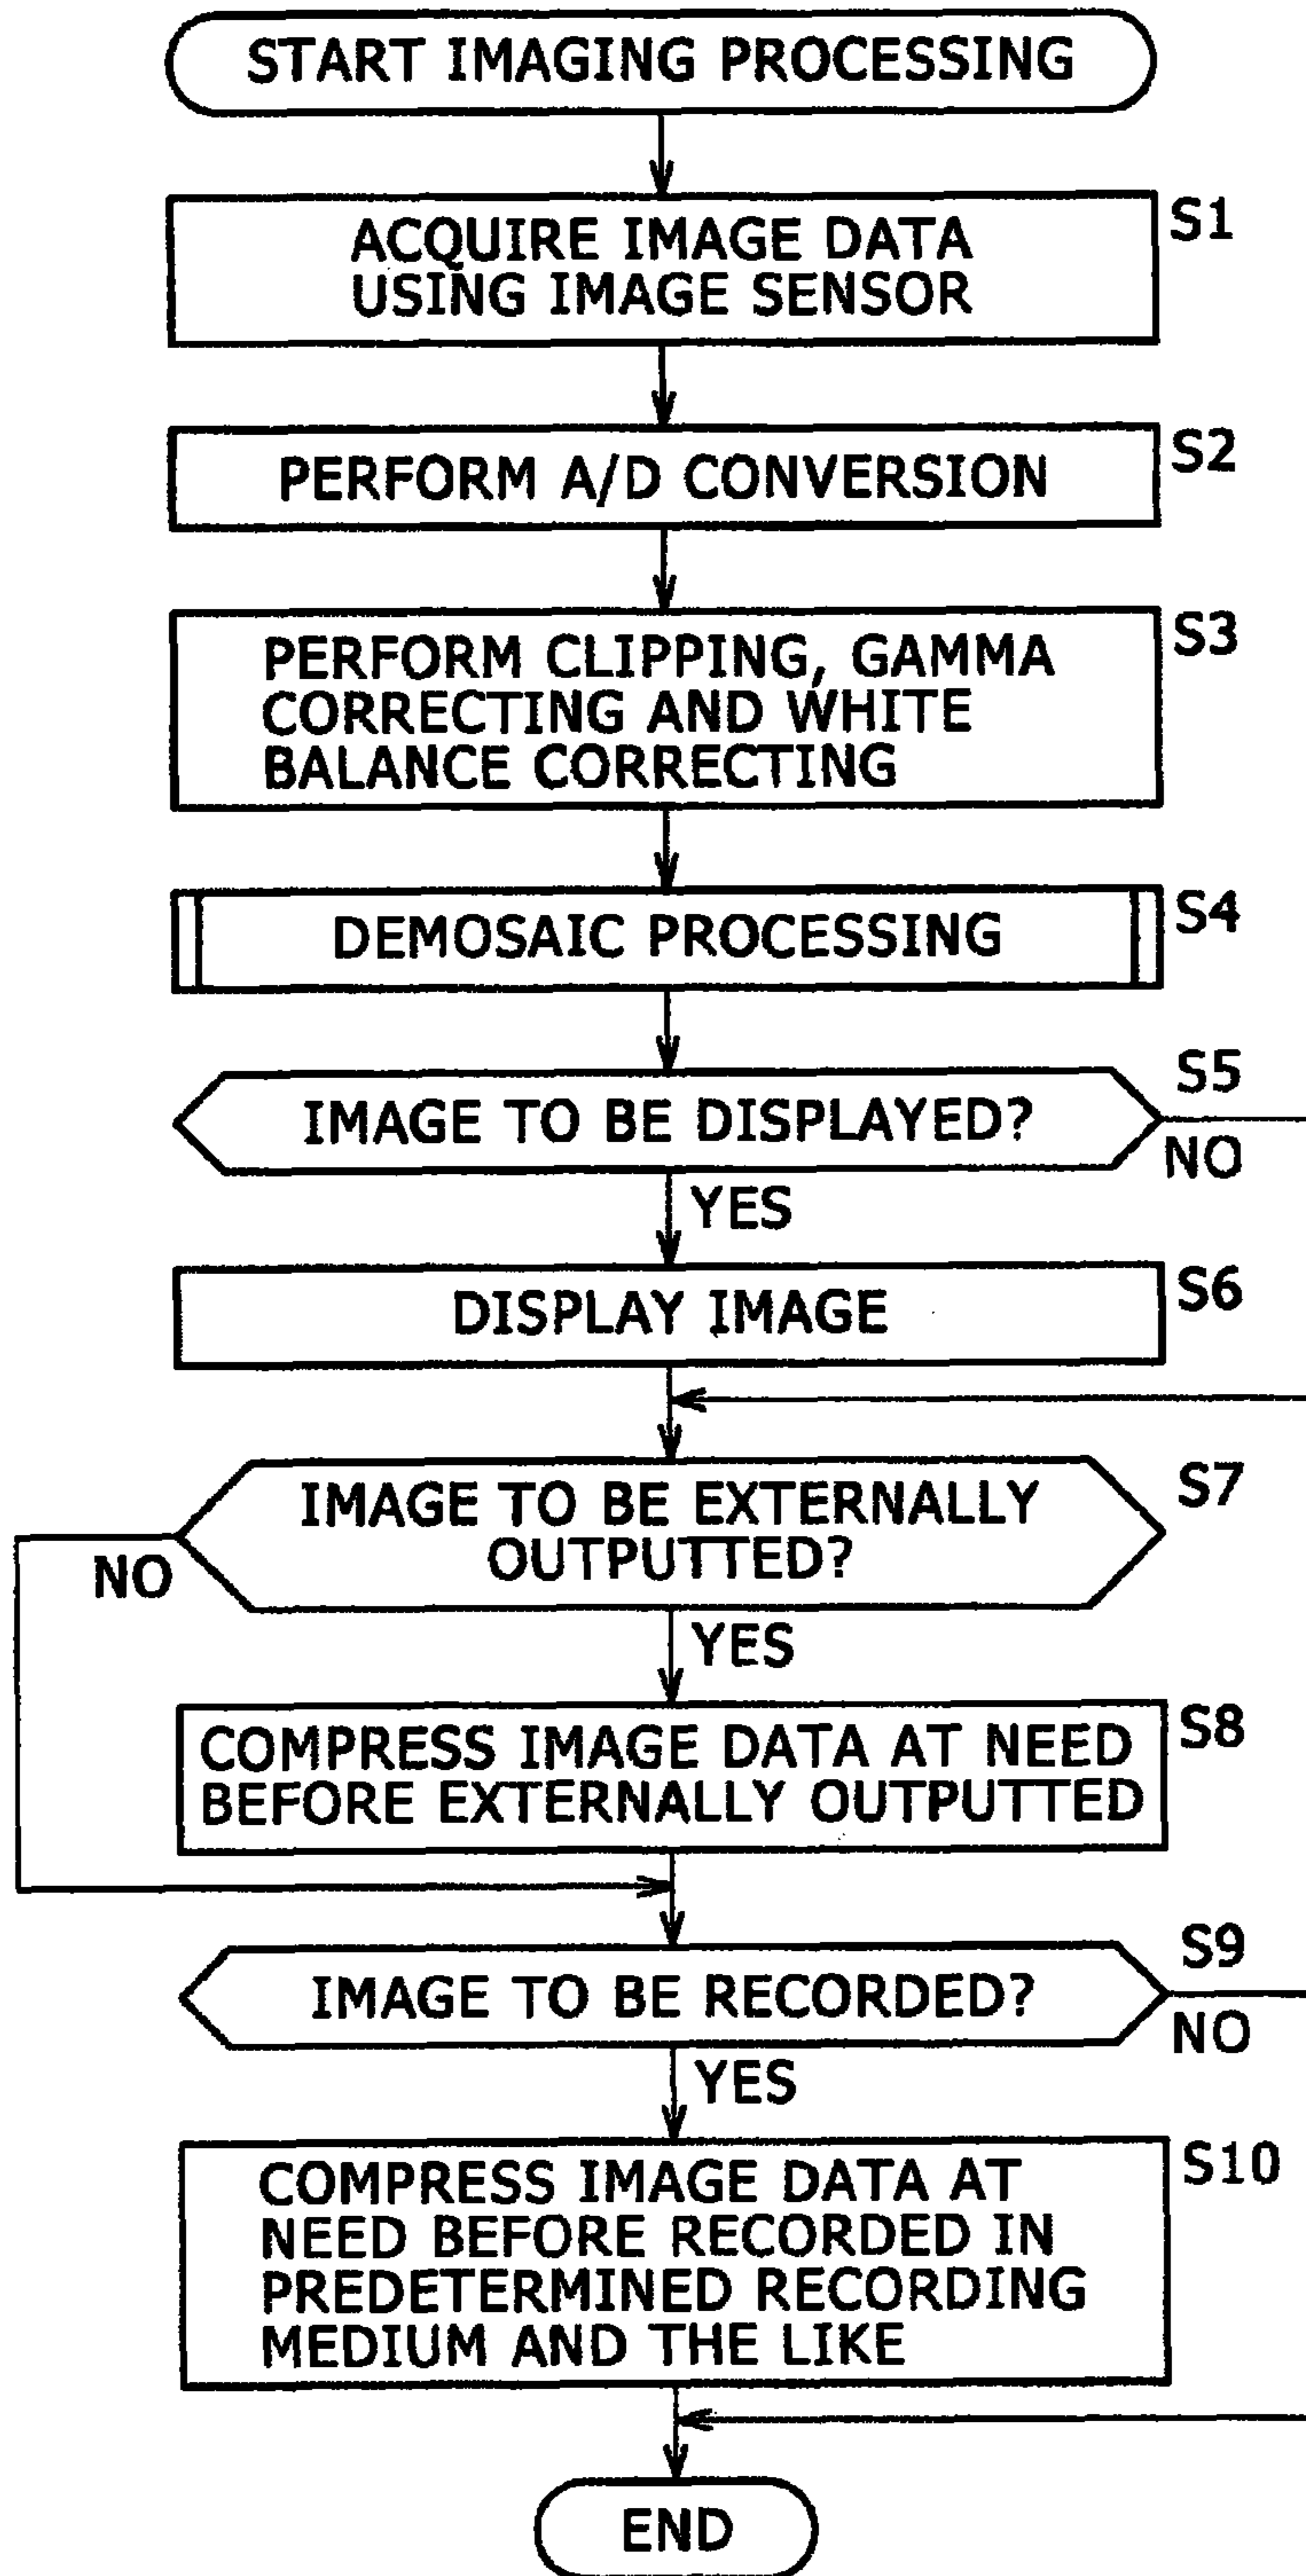 START IMAGING PROCESSING
ACQUIRE IMAGE DATA
USING IMAGE SENSOR
S1
PERFORM A/D CONVERSION
S2
PERFORM CLIPPING, GAMMA
CORRECTING AND WHITE
BALANCE CORRECTING
S3
DEMOSAIC PROCESSING
S4
IMAGE TO BE DISPLAYED?
S5
NO
YES
DISPLAY IMAGE
S6
IMAGE TO BE EXTERNALLY
OUTPUTTED?
S7
NO
YES
COMPRESS IMAGE DATA AT NEED
BEFORE EXTERNALLY OUTPUTTED
S8
IMAGE TO BE RECORDED?
S9
NO
YES
COMPRESS IMAGE DATA AT
NEED BEFORE RECORDED IN
PREDETERMINED RECORDING
MEDIUM AND THE LIKE
S10
END